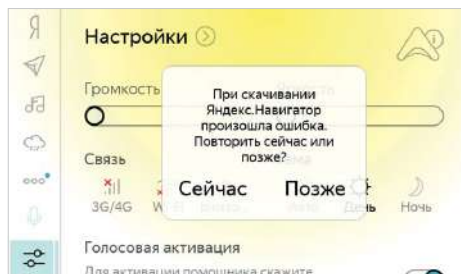 Я
Настройки
Громкость
При скачивании
Яндекс.Навигатор
произошла ошибка.
Повторить сейчас или
позже?
Сейчас Позже
Связь
3G/4G
День Ночь
Голосовая активация
Для активации помощника скажите